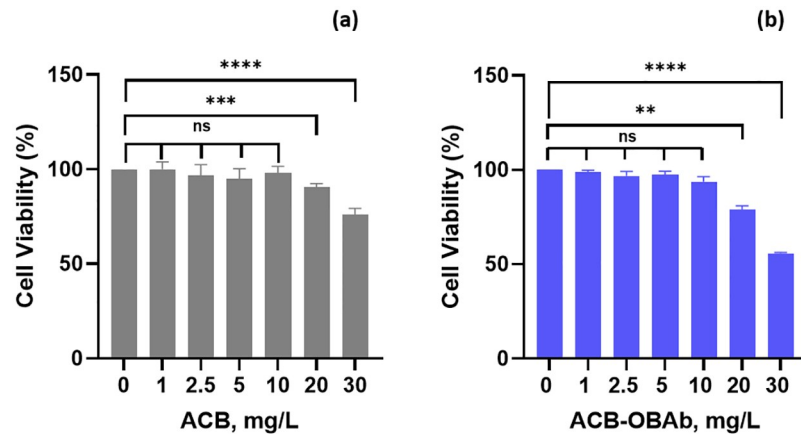 (a)
****
***
ns
150
100
50
0
Cell Viability (%)
0 1 2.5 5 10 20 30
ACB, mg/L
(b)
****
**
ns
150
100
50
0
Cell Viability (%)
0 1 2.5 5 10 20 30
ACB-OBAb, mg/L